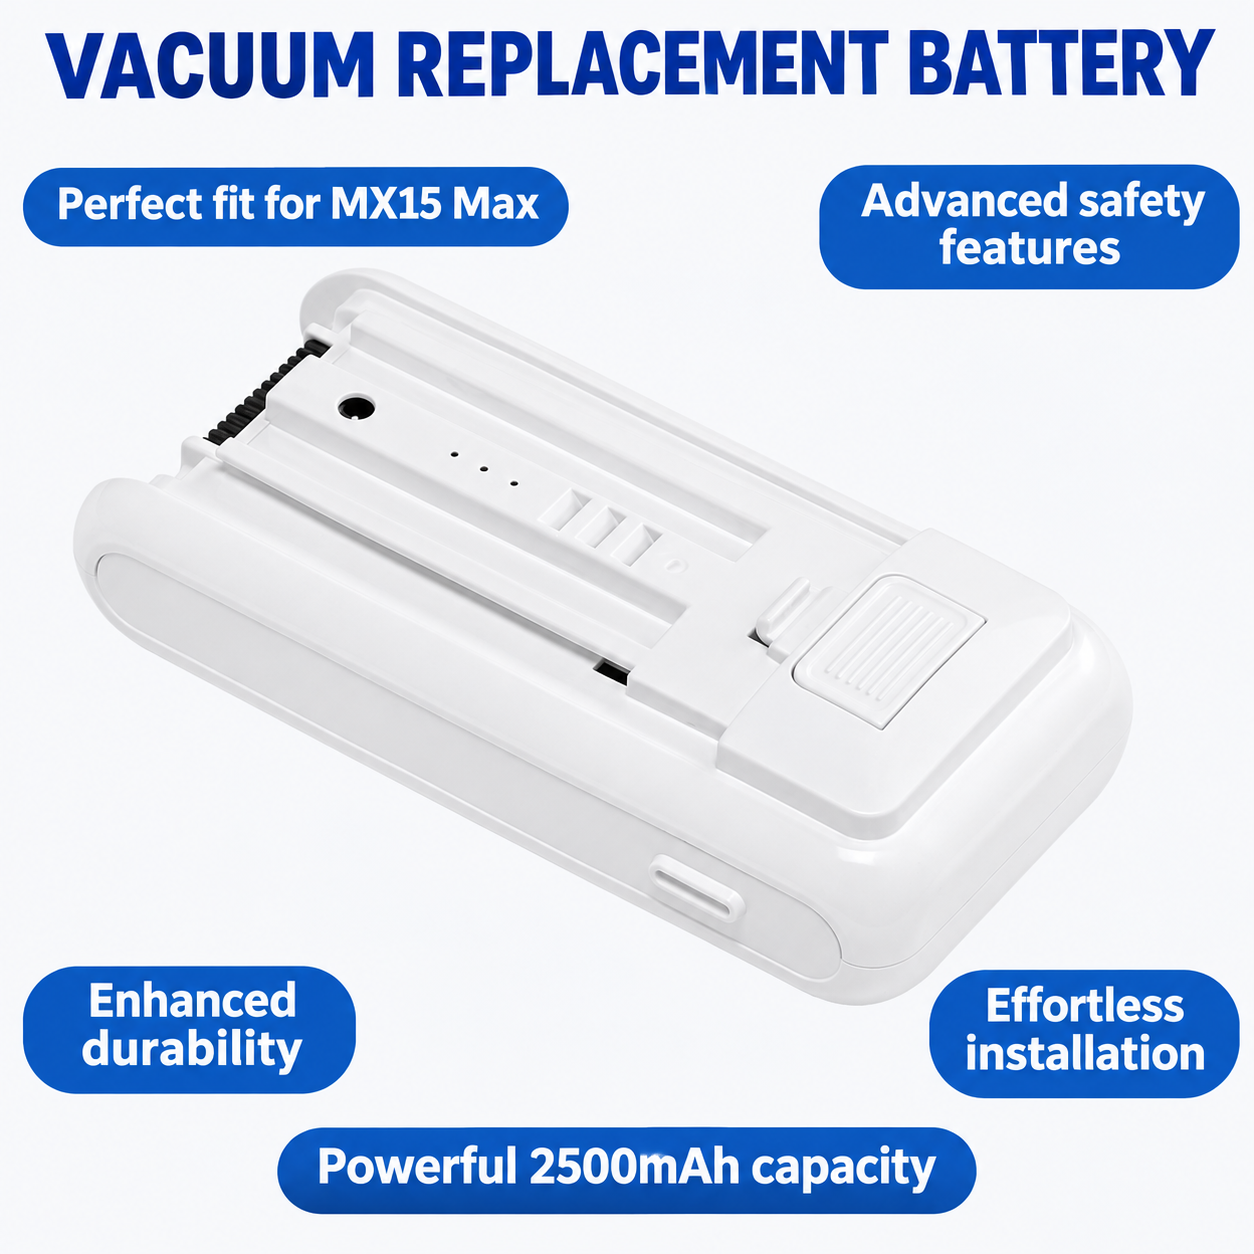 VACUUM REPLACEMENT BATTERY
Perfect fit for MX15 Max
Advanced safety
features
Enhanced
durability
Effortless
installation
Powerful 2500mAh capacity